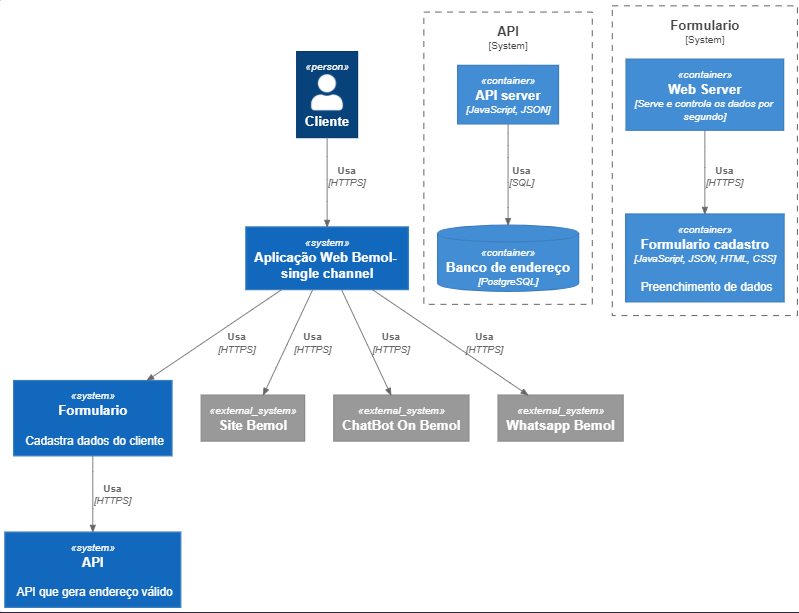 «person»
Cliente
Usa
[HTTPS]
«system»
Aplicação Web Bemol-
single channel
Usa
[HTTPS]
Usa
[HTTPS]
Usa
[HTTPS]
Usa
[HTTPS]
«system»
Formulario
Cadastra dados do cliente
«external_system»
Site Bemol
«external_system»
ChatBot On Bemol
«external_system»
Whatsapp Bemol
Usa
[HTTPS]
«system»
API
API que gera endereço válido
API
[System]
«container»
API server
[JavaScript, JSON]
Usa
[SQL]
«container»
Banco de endereço
[PostgreSQL]
Formulario
[System]
«container»
Web Server
[Serve e controla os dados por
segundo]
Usa
[HTTPS]
«container»
Formulario cadastro
[JavaScript, JSON, HTML, CSS]
Preenchimento de dados